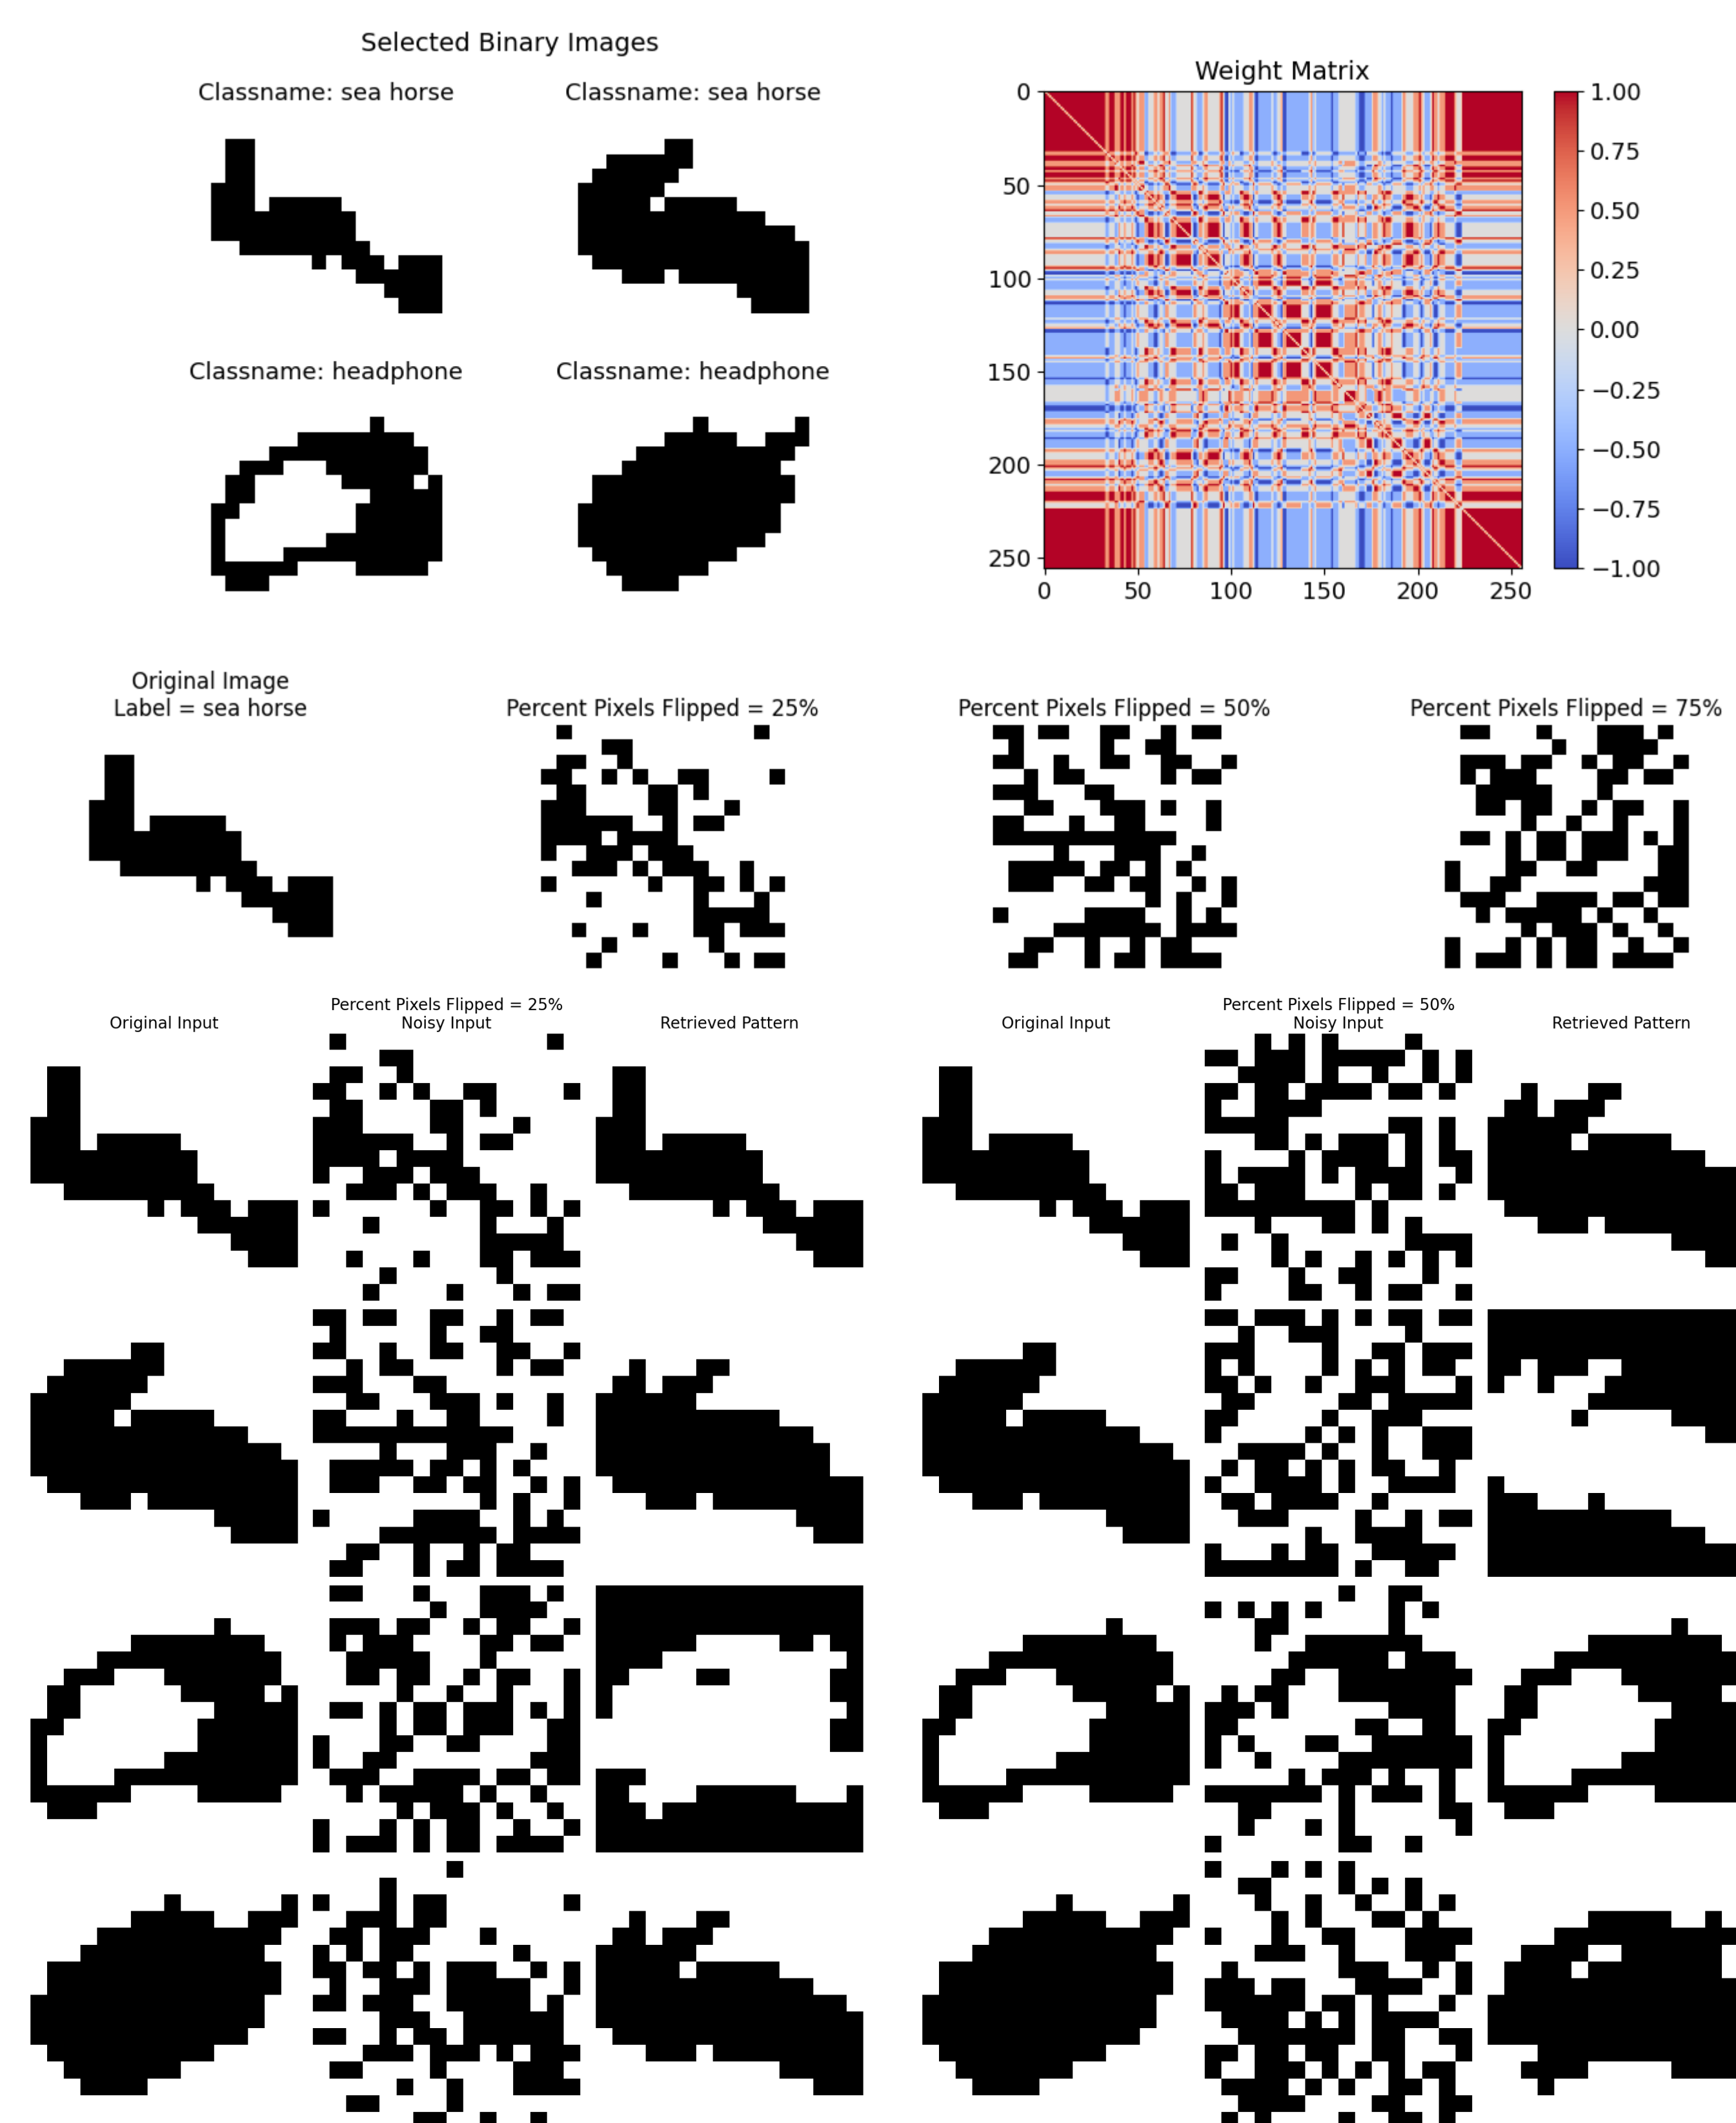 Selected Binary Images
Classname: sea horse
Classname: sea horse
Classname: headphone
Classname: headphone
Weight Matrix
0
50
100
150
200
250
0
50
100
150
200
250
1.00
0.75
0.50
0.25
0.00
−0.25
−0.50
−0.75
−1.00
Original Image
Label = sea horse
Percent Pixels Flipped = 25%
Percent Pixels Flipped = 50%
Percent Pixels Flipped = 75%
Percent Pixels Flipped = 25%
Original Input
Noisy Input
Retrieved Pattern
Percent Pixels Flipped = 50%
Original Input
Noisy Input
Retrieved Pattern